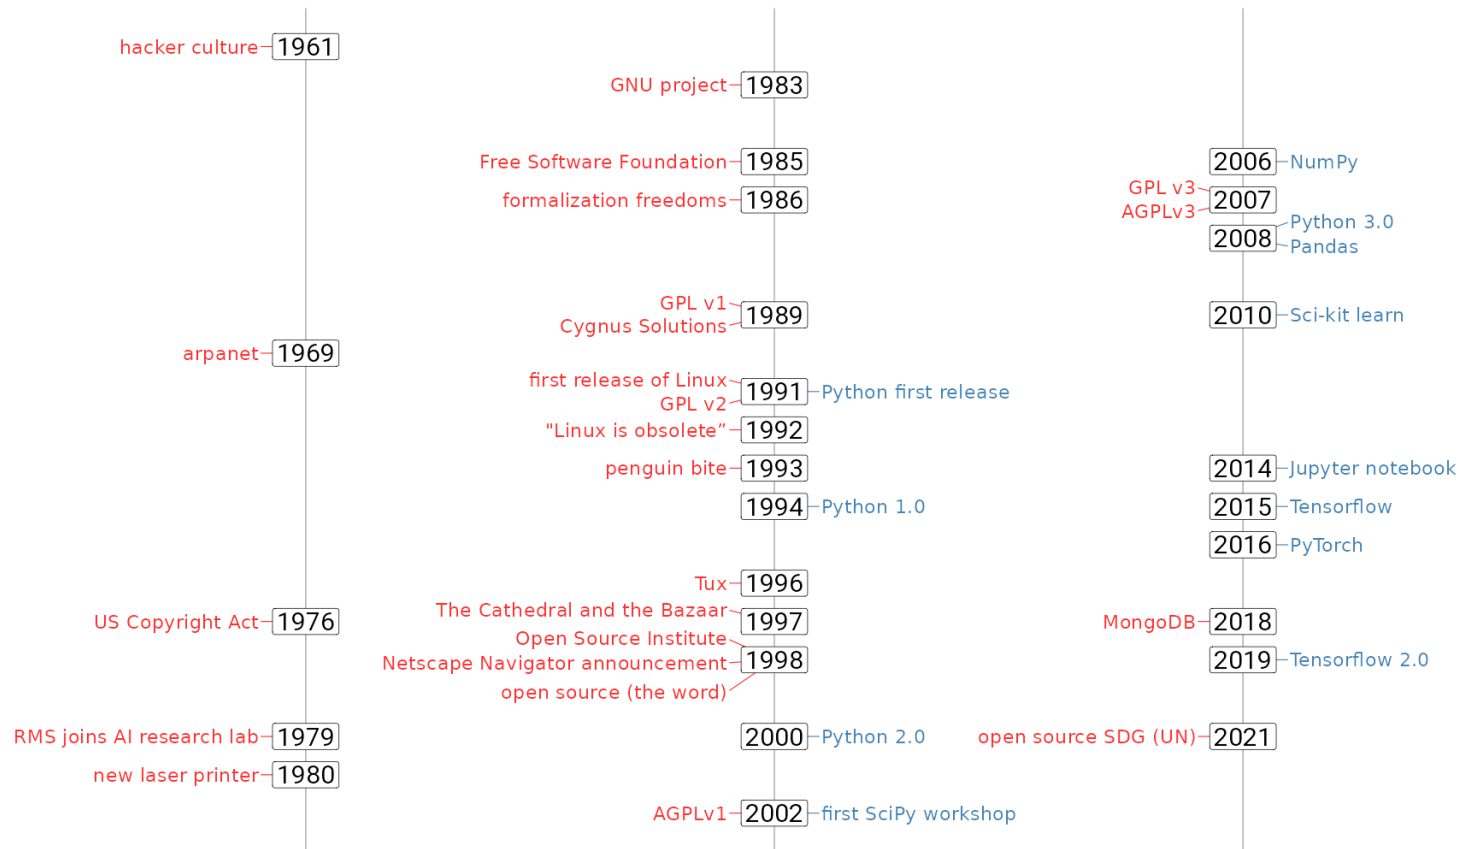 hacker culture 1961
arpanet 1969
US Copyright Act 1976
RMS joins AI research lab 1979
new laser printer 1980
GNU project 1983
Free Software Foundation 1985
formalization freedoms 1986
GPL v1
Cygnus Solutions 1989
first release of Linux
GPL v2 1991 Python first release
"Linux is obsolete” 1992
penguin bite 1993
1994 Python 1.0
Tux 1996
The Cathedral and the Bazaar 1997
Open Source Institute
Netscape Navigator announcement 1998
open source (the word)
2000 Python 2.0
AGPLv1 2002 first SciPy workshop
2006 NumPy
GPL v3
AGPLv3 2007
Python 3.0
2008 Pandas
2010 Sci-kit learn
2014 Jupyter notebook
2015 Tensorflow
2016 PyTorch
MongoDB 2018
2019 Tensorflow 2.0
open source SDG (UN) 2021